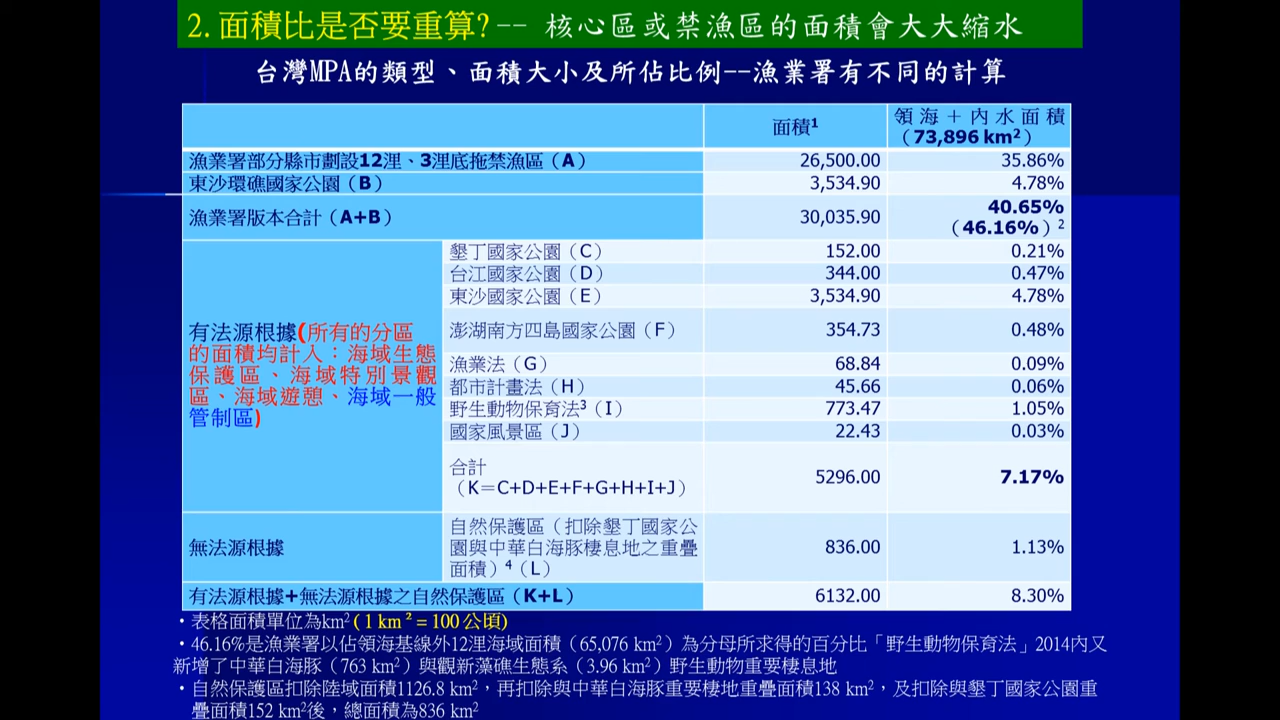 2. 面積比是否要重算?-- 核心區或禁漁區的面積會大大縮水
台灣MPA的類型、面積大小及所佔比例--漁業署有不同的計算
面積¹
領海＋內水面積
（73,896 km²）
漁業署部分縣市劃設12浬、3浬底拖禁漁區（A） 26,500.00 35.86%
東沙環礁國家公園（B） 3,534.90 4.78%
漁業署版本合計（A+B） 30,035.90 40.65%
（46.16%）²
有法源根據(所有的分區
的面積均計入：海域生態
保護區、海域特別景觀
區、海域遊憩、海域一般
管制區)
墾丁國家公園（C） 152.00 0.21%
台江國家公園（D） 344.00 0.47%
東沙國家公園（E） 3,534.90 4.78%
澎湖南方四島國家公園（F） 354.73 0.48%
漁業法（G） 68.84 0.09%
都市計畫法（H） 45.66 0.06%
野生動物保育法³（I） 773.47 1.05%
國家風景區（J） 22.43 0.03%
合計
（K＝C+D+E+F+G+H+I+J） 5296.00 7.17%
無法源根據
自然保護區（扣除墾丁國家公
園與中華白海豚棲息地之重疊
面積）⁴（L） 836.00 1.13%
有法源根據+無法源根據之自然保護區（K+L） 6132.00 8.30%
・表格面積單位為km² ( 1 km ² = 100 公頃)
・46.16%是漁業署以佔領海基線外12浬海域面積（65,076 km²）為分母所求得的百分比「野生動物保育法」2014內又
新增了中華白海豚（763 km²）與觀新藻礁生態系（3.96 km²）野生動物重要棲息地
・自然保護區扣除陸域面積1126.8 km²，再扣除與中華白海豚重要棲地重疊面積138 km²，及扣除與墾丁國家公園重
疊面積152 km²後，總面積為836 km²